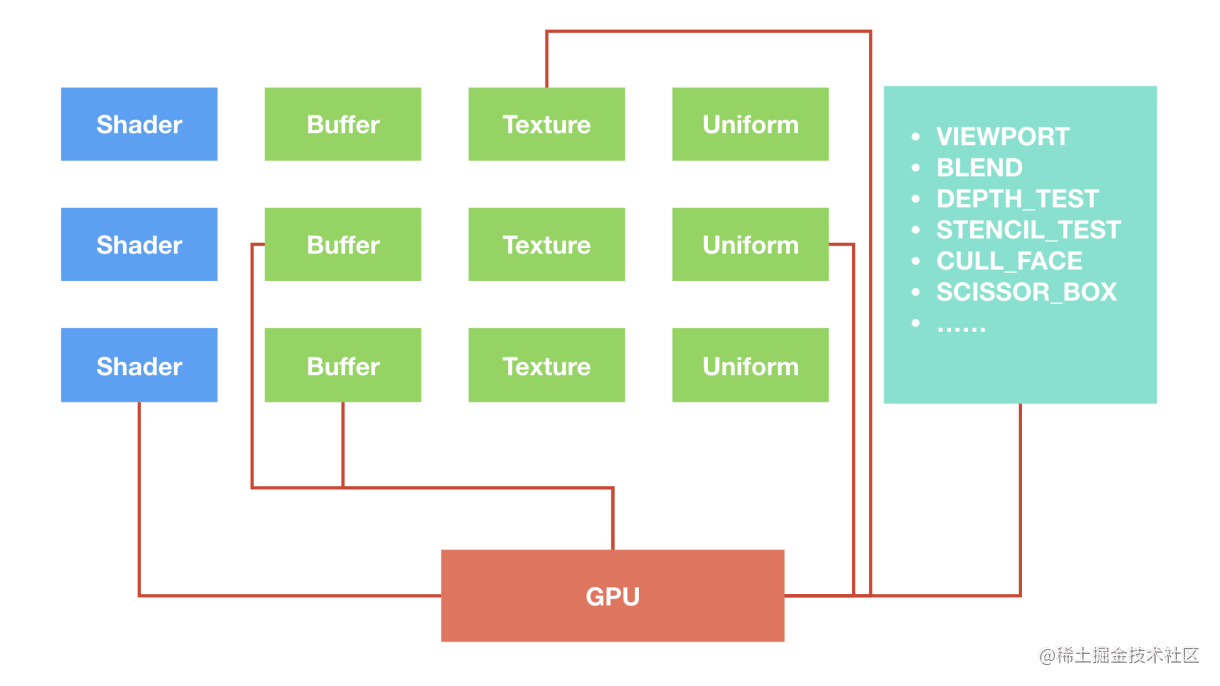 Shader
Buffer
Texture
Uniform
Shader
Buffer
Texture
Uniform
Shader
Buffer
Texture
Uniform
• VIEWPORT
• BLEND
• DEPTH_TEST
• STENCIL_TEST
• CULL_FACE
• SCISSOR_BOX
• ......
GPU
@稀土掘金技术社区